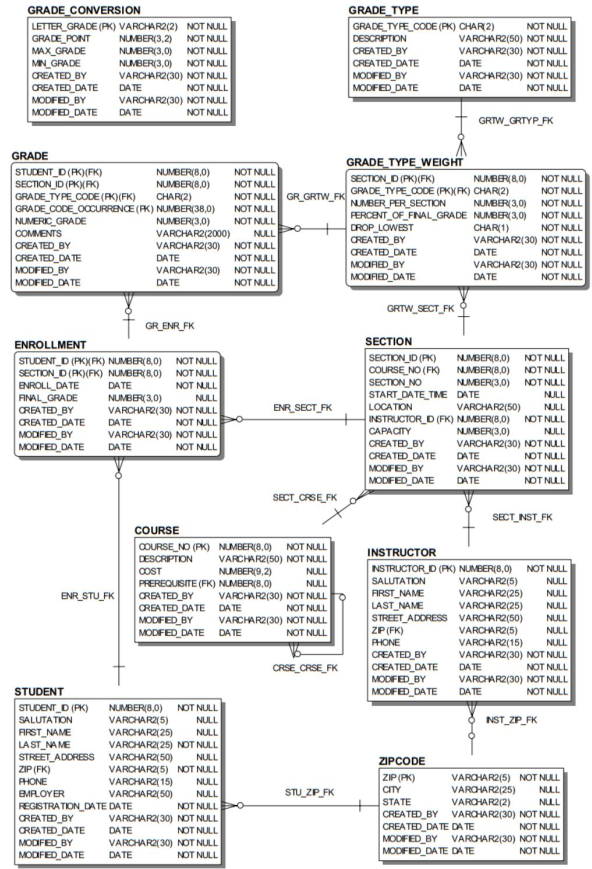 GRADE_CONVERSION
LETTER_GRADE (PK) VARCHAR2(2) NOT NULL
GRADE_POINT NUMBER(3,2) NOT NULL
MAX_GRADE NUMBER(3,0) NOT NULL
MIN_GRADE NUMBER(3,0) NOT NULL
CREATED_BY VARCHAR2(30) NOT NULL
CREATED_DATE DATE NOT NULL
MODIFIED_BY VARCHAR2(30) NOT NULL
MODIFIED_DATE DATE NOT NULL
GRADE_TYPE
GRADE_TYPE_CODE (PK) CHAR(2) NOT NULL
DESCRIPTION VARCHAR2(50) NOT NULL
CREATED_BY VARCHAR2(30) NOT NULL
CREATED_DATE DATE NOT NULL
MODIFIED_BY VARCHAR2(30) NOT NULL
MODIFIED_DATE DATE NOT NULL
GRTW_GRTYP_FK
GRADE
STUDENT_ID (PK)(FK) NUMBER(8,0) NOT NULL
SECTION_ID (PK)(FK) NUMBER(8,0) NOT NULL
GRADE_TYPE_CODE (PK)(FK) CHAR(2) NOT NULL
GRADE_CODE_OCCURRENCE (PK) NUMBER(38,0) NOT NULL
NUMERIC_GRADE NUMBER(3,0) NOT NULL
COMMENTS VARCHAR2(2000) NULL
CREATED_BY VARCHAR2(30) NOT NULL
CREATED_DATE DATE NOT NULL
MODIFIED_BY VARCHAR2(30) NOT NULL
MODIFIED_DATE DATE NOT NULL
GR_GRTW_FK
GRADE_TYPE_WEIGHT
SECTION_ID (PK)(FK) NUMBER(8,0) NOT NULL
GRADE_TYPE_CODE (PK)(FK) CHAR(2) NOT NULL
NUMBER_PER_SECTION NUMBER(3,0) NOT NULL
PERCENT_OF_FINAL_GRADE NUMBER(3,0) NOT NULL
DROP_LOWEST CHAR(1) NOT NULL
CREATED_BY VARCHAR2(30) NOT NULL
CREATED_DATE DATE NOT NULL
MODIFIED_BY VARCHAR2(30) NOT NULL
MODIFIED_DATE DATE NOT NULL
GR_ENR_FK
GRTW_SECT_FK
ENROLLMENT
STUDENT_ID (PK)(FK) NUMBER(8,0) NOT NULL
SECTION_ID (PK)(FK) NUMBER(8,0) NOT NULL
ENROLL_DATE DATE NOT NULL
FINAL_GRADE NUMBER(3,0) NULL
CREATED_BY VARCHAR2(30) NOT NULL
CREATED_DATE DATE NOT NULL
MODIFIED_BY VARCHAR2(30) NOT NULL
MODIFIED_DATE DATE NOT NULL
ENR_SECT_FK
SECTION
SECTION_ID (PK) NUMBER(8,0) NOT NULL
COURSE_NO (FK) NUMBER(8,0) NOT NULL
SECTION_NO NUMBER(3,0) NOT NULL
START_DATE_TIME DATE NULL
LOCATION VARCHAR2(50) NULL
INSTRUCTOR_ID (FK) NUMBER(8,0) NOT NULL
CAPACITY NUMBER(3,0) NULL
CREATED_BY VARCHAR2(30) NOT NULL
CREATED_DATE DATE NOT NULL
MODIFIED_BY VARCHAR2(30) NOT NULL
MODIFIED_DATE DATE NOT NULL
SECT_CRSE_FK
SECT_INST_FK
COURSE
COURSE_NO (PK) NUMBER(8,0) NOT NULL
DESCRIPTION VARCHAR2(50) NOT NULL
COST NUMBER(9,2) NULL
PREREQUISITE (FK) NUMBER(8,0) NULL
CREATED_BY VARCHAR2(30) NOT NULL
CREATED_DATE DATE NOT NULL
MODIFIED_BY VARCHAR2(30) NOT NULL
MODIFIED_DATE DATE NOT NULL
CRSE_CRSE_FK
ENR_STU_FK
INSTRUCTOR
INSTRUCTOR_ID (PK) NUMBER(8,0) NOT NULL
SALUTATION VARCHAR2(5) NULL
FIRST_NAME VARCHAR2(25) NULL
LAST_NAME VARCHAR2(25) NULL
STREET_ADDRESS VARCHAR2(50) NULL
ZIP (FK) VARCHAR2(5) NULL
PHONE VARCHAR2(15) NULL
CREATED_BY VARCHAR2(30) NOT NULL
CREATED_DATE DATE NOT NULL
MODIFIED_BY VARCHAR2(30) NOT NULL
MODIFIED_DATE DATE NOT NULL
INST_ZIP_FK
STUDENT
STUDENT_ID (PK) NUMBER(8,0) NOT NULL
SALUTATION VARCHAR2(5) NULL
FIRST_NAME VARCHAR2(25) NULL
LAST_NAME VARCHAR2(25) NOT NULL
STREET_ADDRESS VARCHAR2(50) NULL
ZIP (FK) VARCHAR2(5) NOT NULL
PHONE VARCHAR2(15) NULL
EMPLOYER VARCHAR2(50) NULL
REGISTRATION_DATE DATE NOT NULL
CREATED_BY VARCHAR2(30) NOT NULL
CREATED_DATE DATE NOT NULL
MODIFIED_BY VARCHAR2(30) NOT NULL
MODIFIED_DATE DATE NOT NULL
STU_ZIP_FK
ZIPCODE
ZIP (PK) VARCHAR2(5) NOT NULL
CITY VARCHAR2(25) NULL
STATE VARCHAR2(2) NULL
CREATED_BY VARCHAR2(30) NOT NULL
CREATED_DATE DATE NOT NULL
MODIFIED_BY VARCHAR2(30) NOT NULL
MODIFIED_DATE DATE NOT NULL